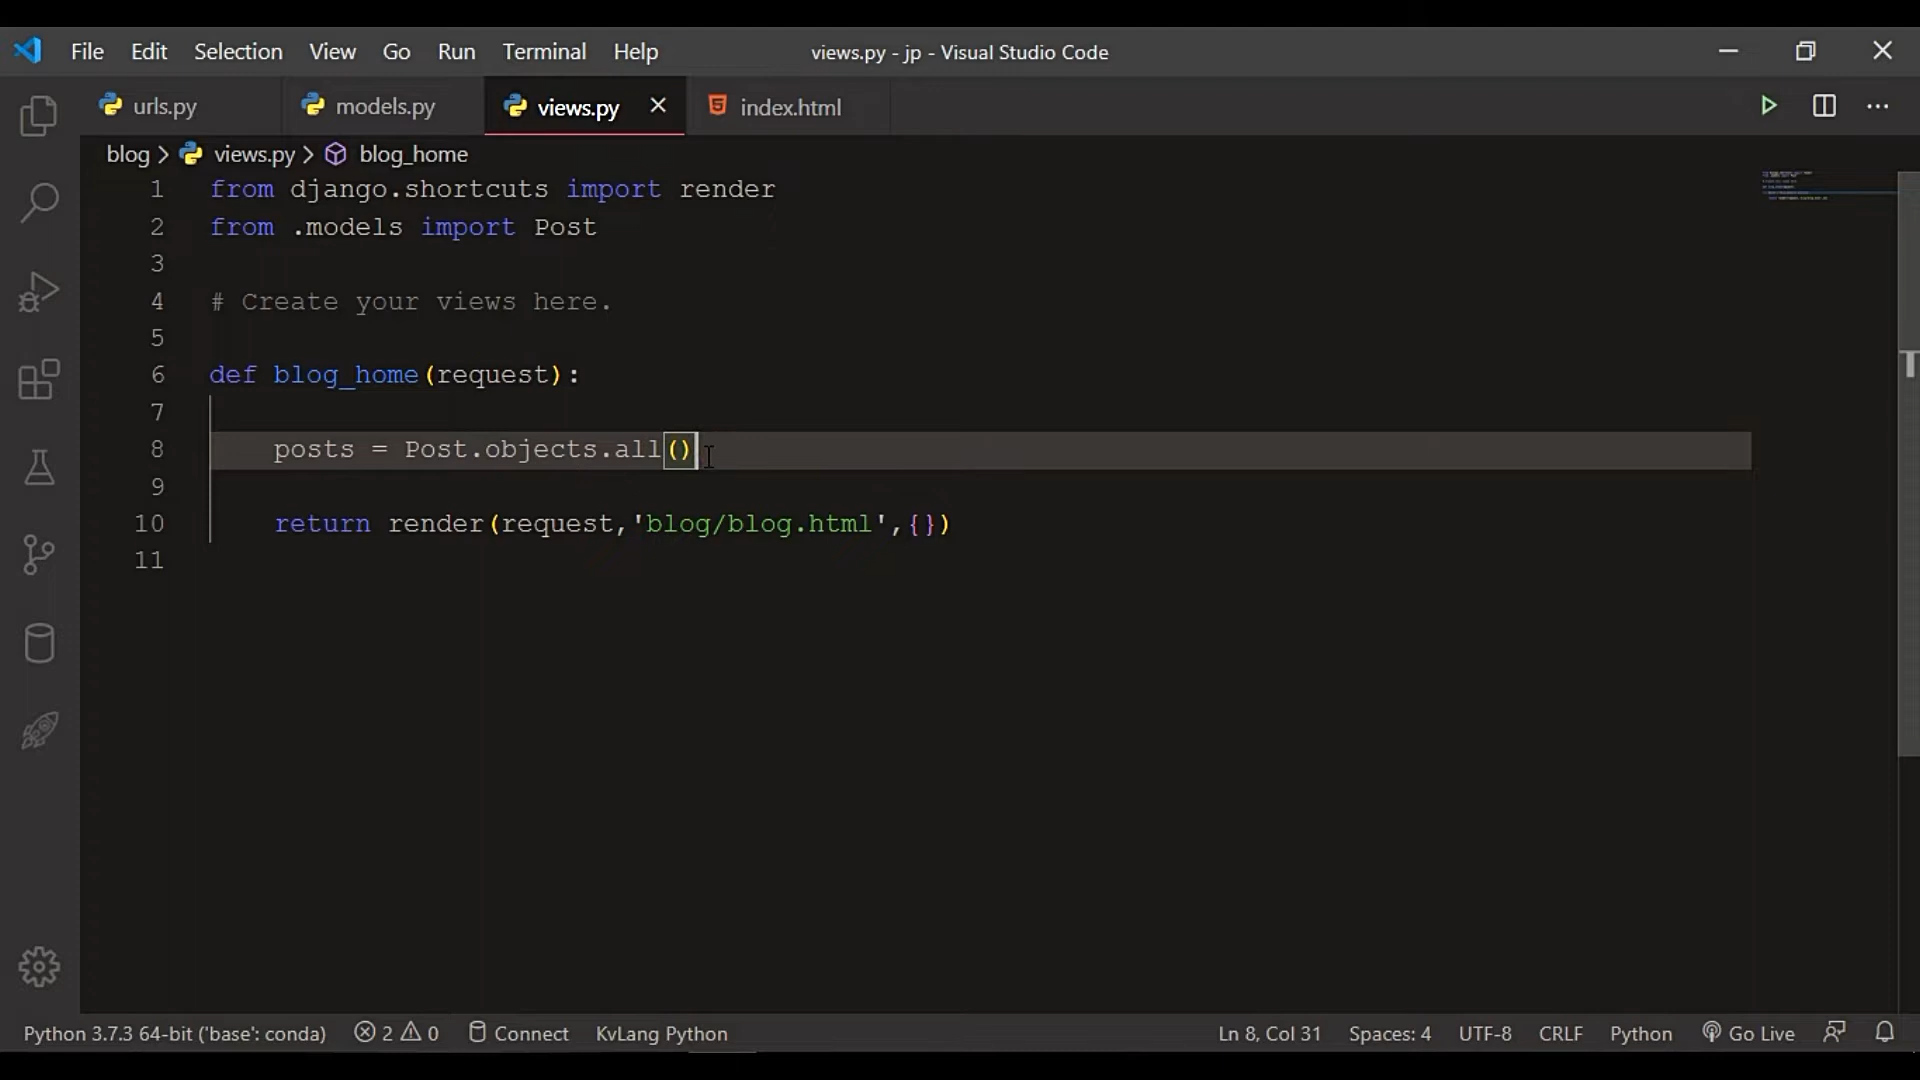 File Edit Selection View Go Run Terminal Help views.py - jp - Visual Studio Code
urls.py models.py views.py index.html
blog > views.py > blog_home
1 from django.shortcuts import render
2 from .models import Post
3
4 # Create your views here.
5
6 def blog_home(request):
7
8 posts = Post.objects.all()
9
10 return render(request,'blog/blog.html',{})
11
Python 3.7.3 64-bit ('base': conda) 2 0 Connect KvLang Python Ln 8, Col 31 Spaces: 4 UTF-8 CRLF Python Go Live